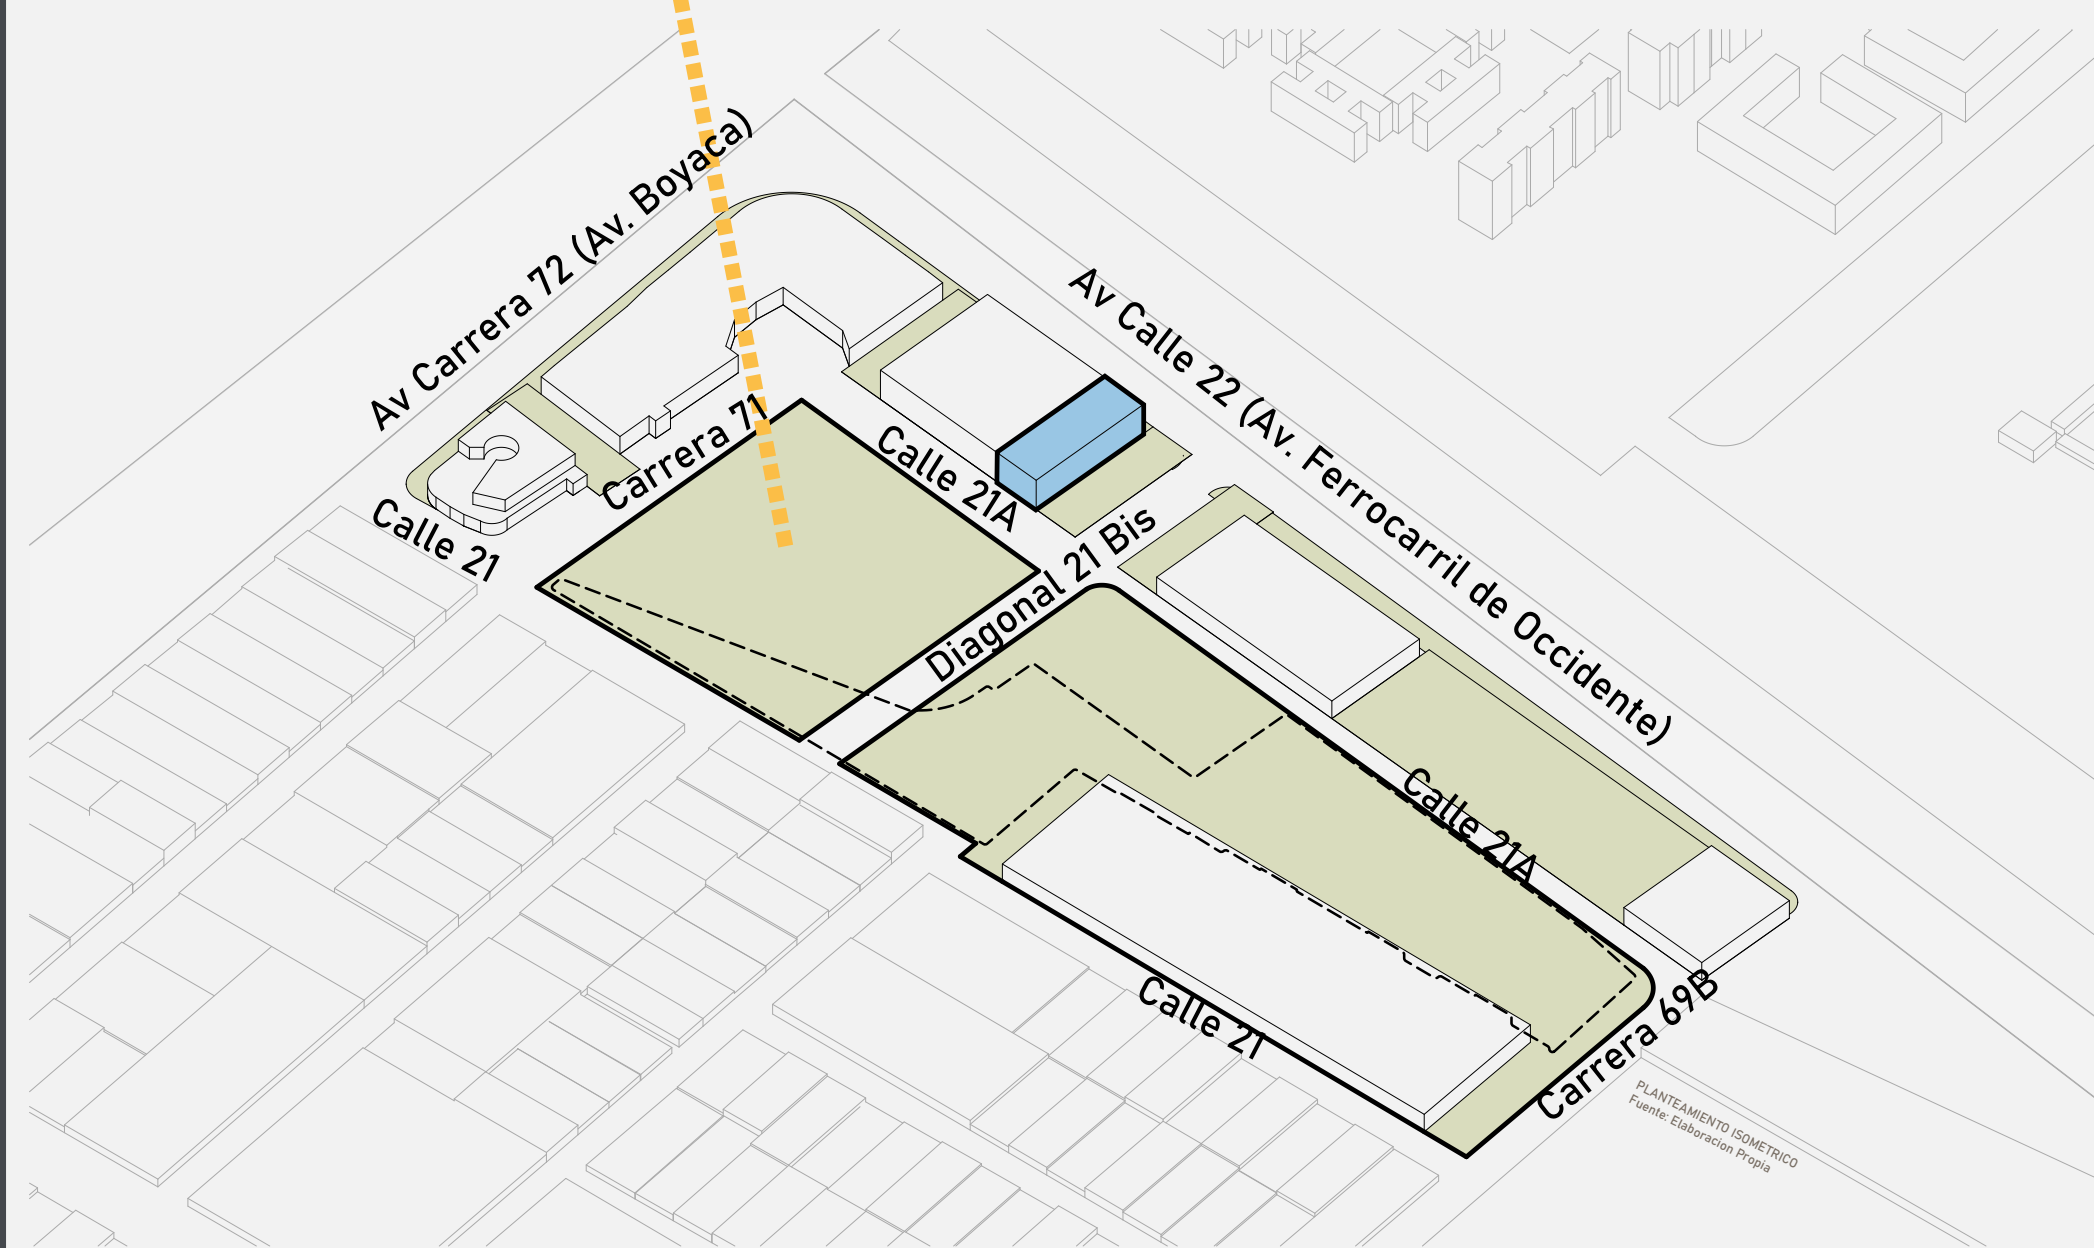 Av Carrera 72 (Av. Boyaca)
Av Calle 22 (Av. Ferrocarril de Occidente)
Carrera 71
Calle 21A
Calle 21
Diagonal 21 Bis
Calle 21A
Calle 21
Carrera 69B
PLANTEAMIENTO ISOMETRICO
Fuente: Elaboracion Propia